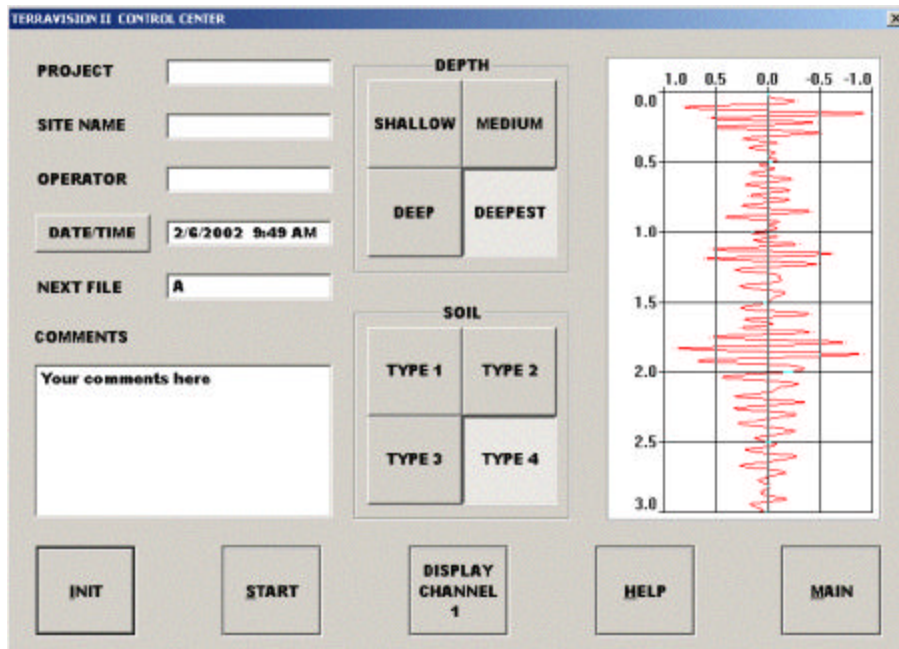 TERRAVISION II CONTROL CENTER
PROJECT
SITE NAME
OPERATOR
DATE/TIME 2/6/2002 9:49 AM
NEXT FILE A
COMMENTS
Your comments here
DEPTH
SHALLOW MEDIUM
DEEP DEEPEST
SOIL
TYPE 1 TYPE 2
TYPE 3 TYPE 4
1.0 0.5 0.0 -0.5 -1.0
0.0
0.5
1.0
1.5
2.0
2.5
3.0
INIT
START
DISPLAY
CHANNEL
1
HELP
MAIN